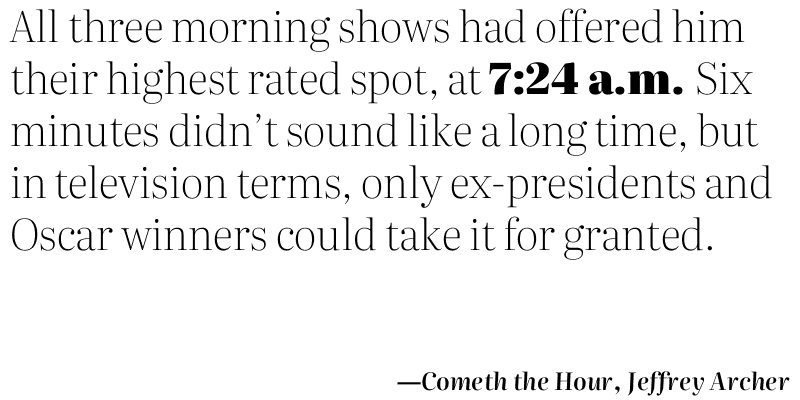 All three morning shows had offered him
their highest rated spot, at 7:24 a.m. Six
minutes didn't sound like a long time, but
in television terms, only ex-presidents and
Oscar winners could take it for granted.
—Cometh the Hour, Jeffrey Archer